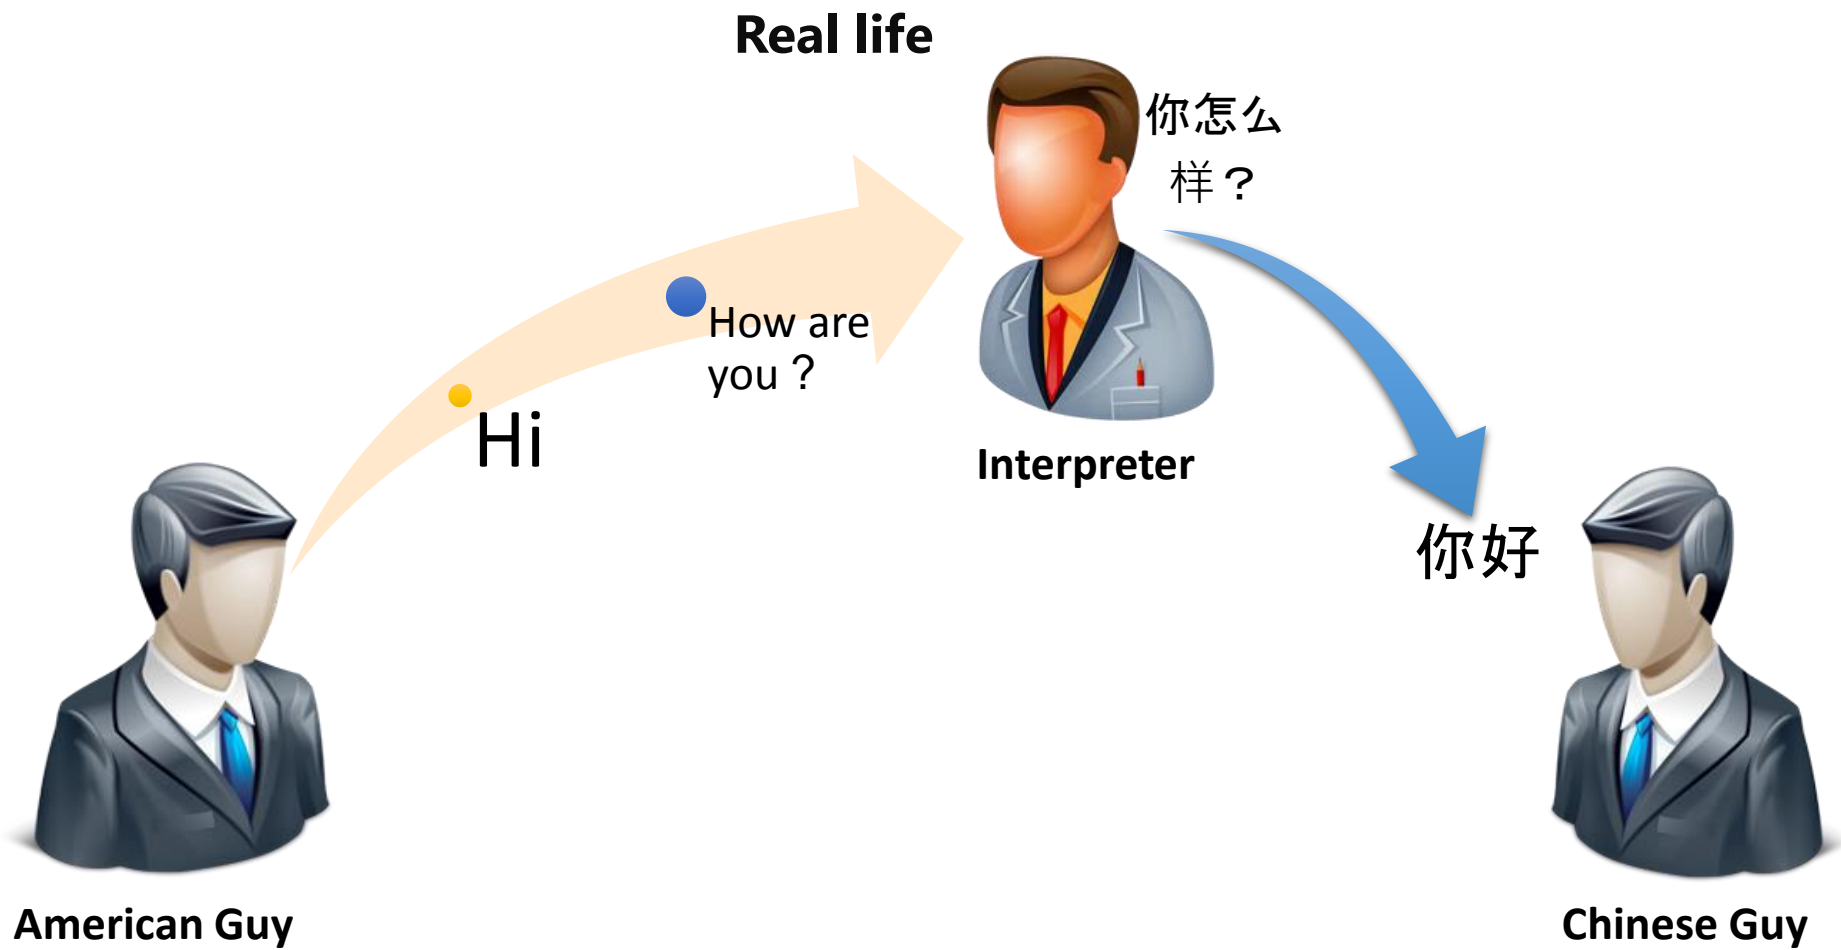 Real life
你怎么
样？
How are
you？
Hi
Interpreter
你好
American Guy
Chinese Guy